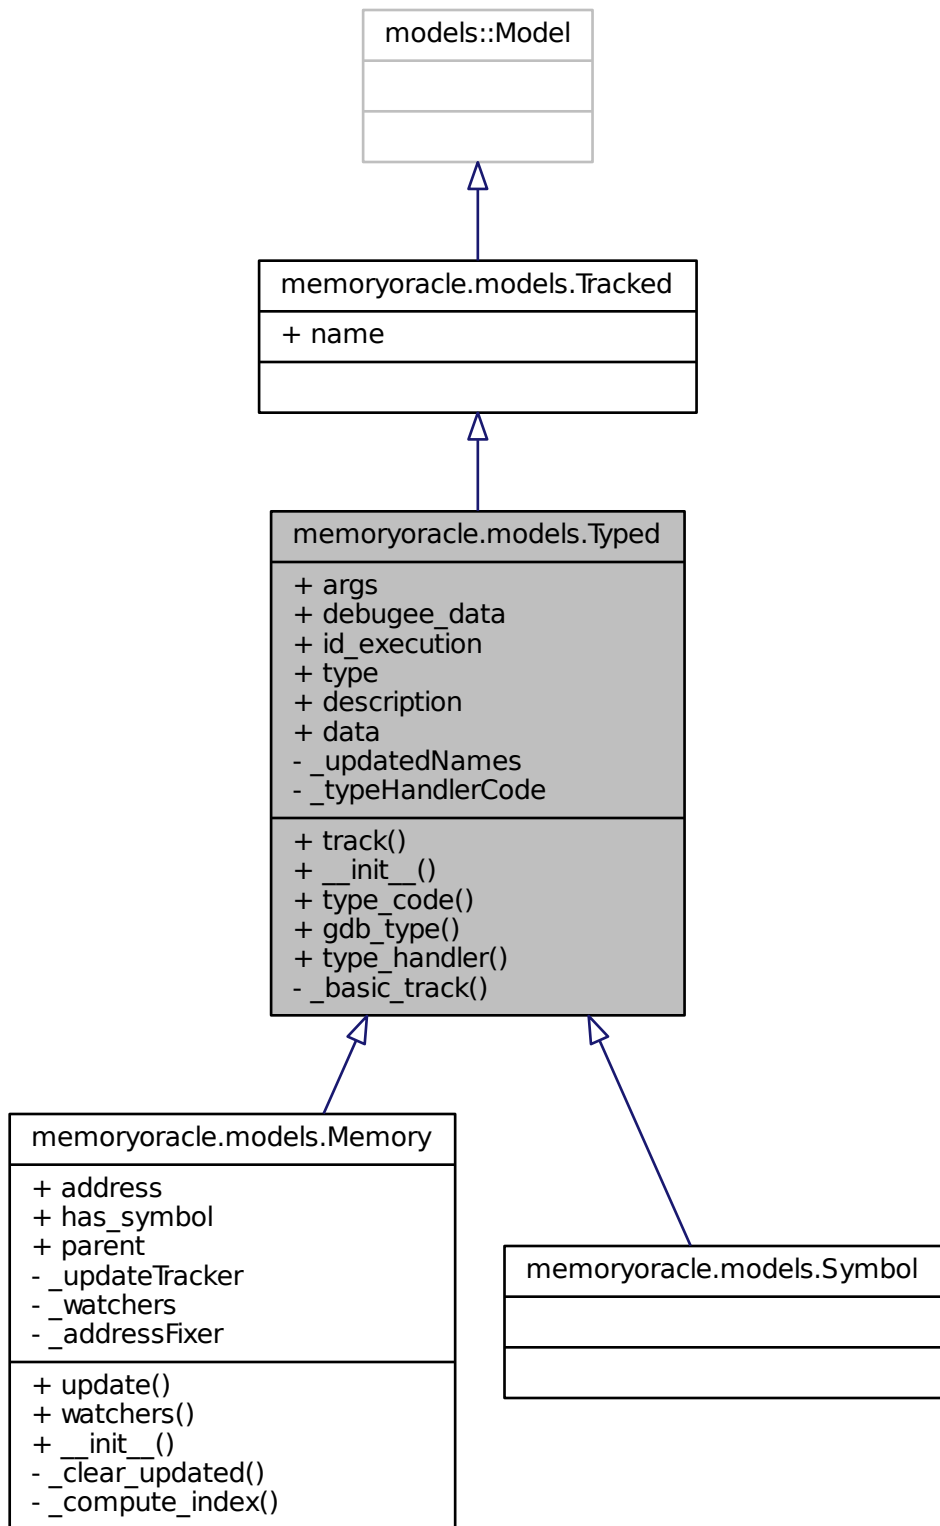 models::Model
memoryoracle.models.Tracked
+ name
memoryoracle.models.Typed
+ args
+ debugee_data
+ id_execution
+ type
+ description
+ data
- _updatedNames
- _typeHandlerCode
+ track()
+ __init__()
+ type_code()
+ gdb_type()
+ type_handler()
- _basic_track()
memoryoracle.models.Memory
+ address
+ has_symbol
+ parent
- _updateTracker
- _watchers
- _addressFixer
+ update()
+ watchers()
+ __init__()
- _clear_updated()
- _compute_index()
memoryoracle.models.Symbol